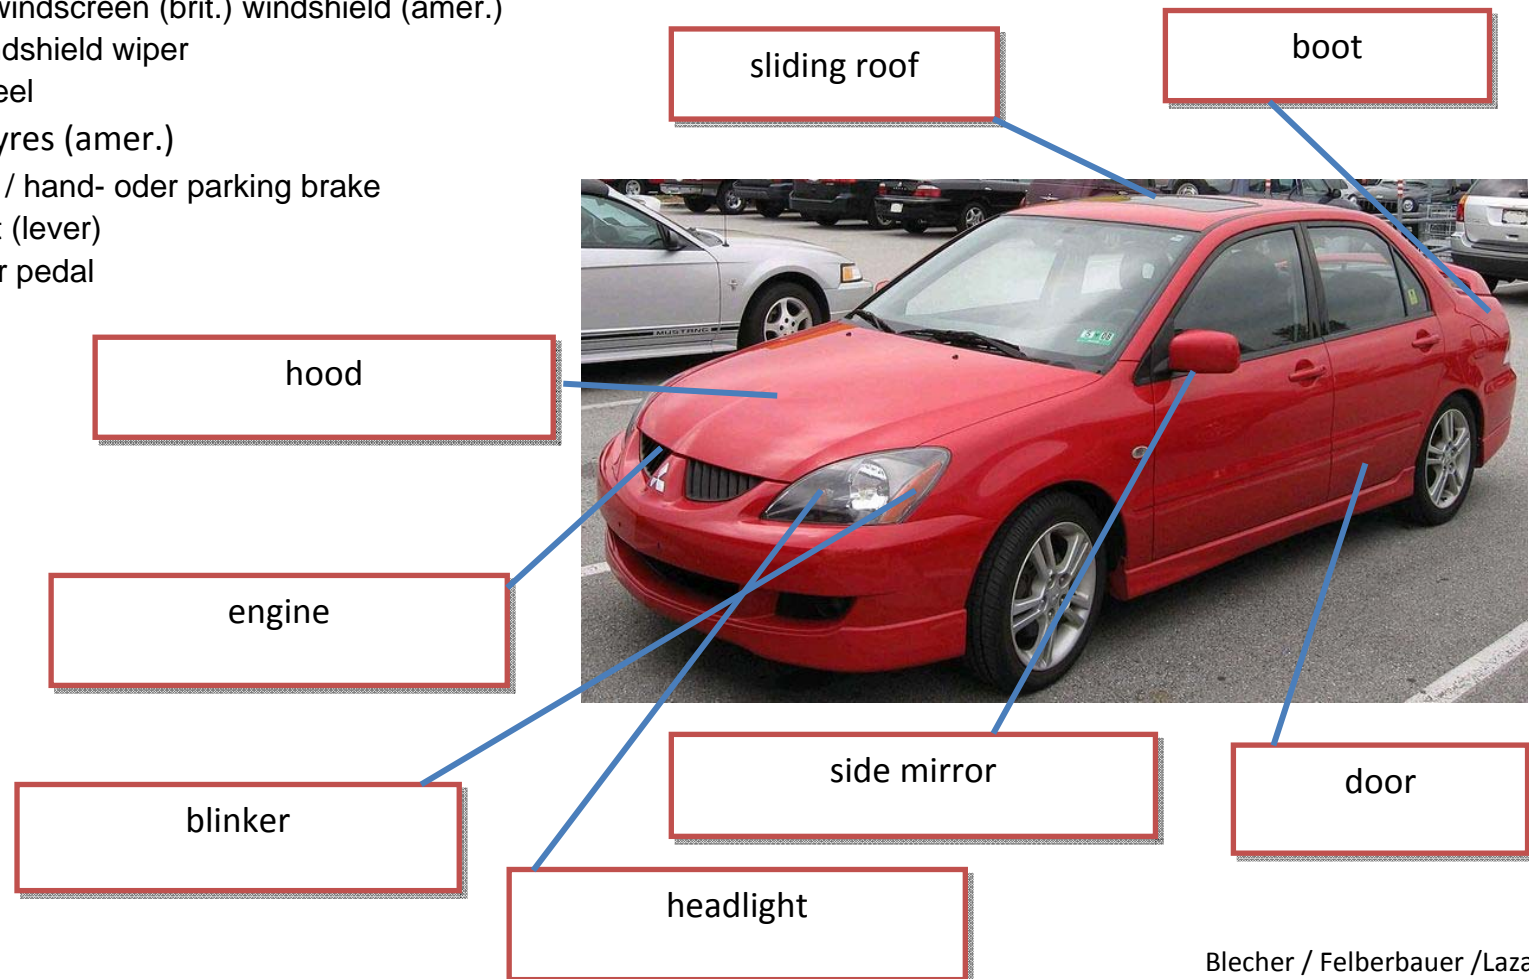 windscreen (brit.) windshield (amer.)
dshield wiper
eel
yres (amer.)
/ hand- oder parking brake
(lever)
r pedal
sliding roof
boot
hood
MUSTANG
engine
side mirror
door
blinker
headlight
Blecher / Felberbauer /Laza